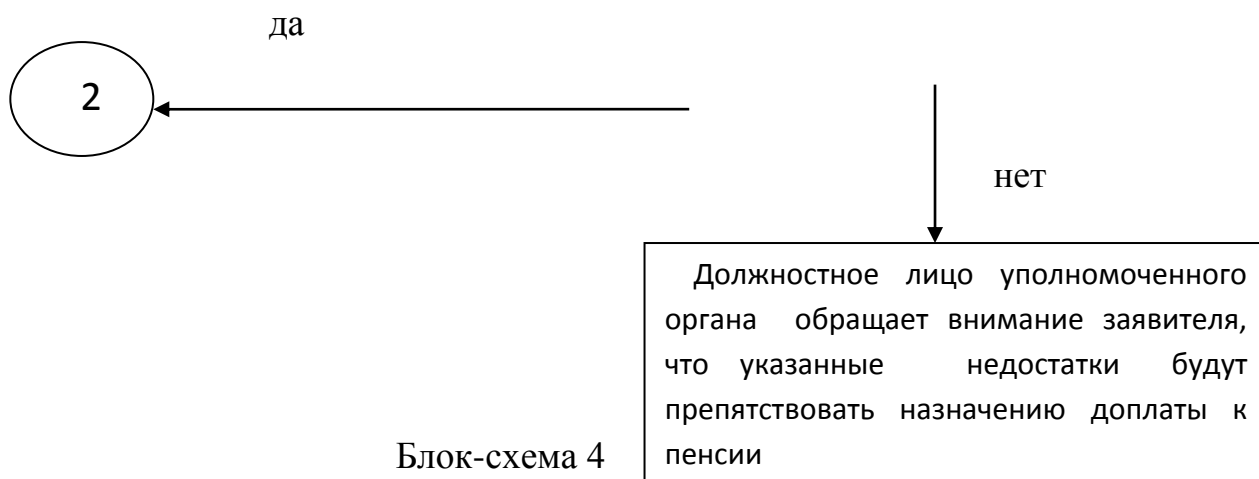 да
2
нет
Должностное лицо уполномоченного
органа обращает внимание заявителя,
что указанные недостатки будут
препятствовать назначению доплаты к
пенсии
Блок-схема 4